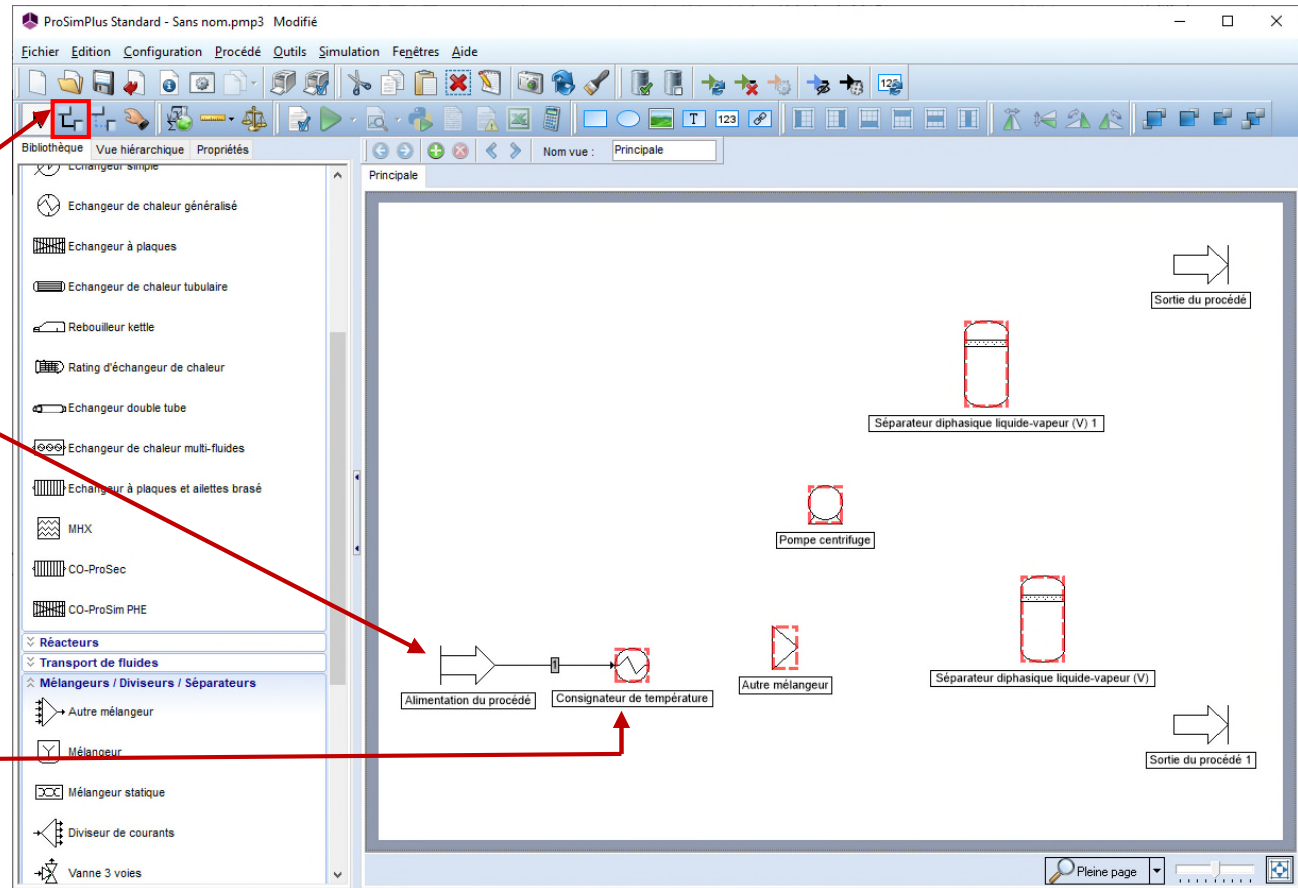 ProSimPlus Standard - Sans nom.pmp3 Modifié
Fichier Edition Configuration Procédé Outils Simulation Fenêtres Aide
Bibliothèque Vue hiérarchique Propriétés
Nom vue : Principale
Principale
Echangeur simple
Echangeur de chaleur généralisé
Echangeur à plaques
Echangeur de chaleur tubulaire
Rebouilleur kettle
Rating d'échangeur de chaleur
Echangeur double tube
Echangeur de chaleur multi-fluides
Echangeur à plaques et ailettes brasé
MHX
CO-ProSec
CO-ProSim PHE
Réacteurs
Transport de fluides
Mélangeurs / Diviseurs / Séparateurs
Autre mélangeur
Mélangeur
Mélangeur statique
Diviseur de courants
Vanne 3 voies
Sortie du procédé
Séparateur diphasique liquide-vapeur (V) 1
Pompe centrifuge
1
Alimentation du procédé
Consignateur de température
Autre mélangeur
Séparateur diphasique liquide-vapeur (V)
Sortie du procédé 1
Pleine page